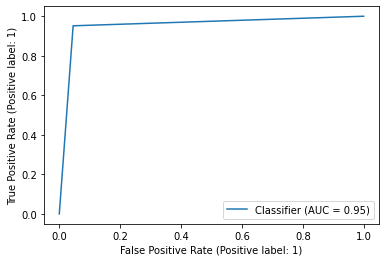 True Positive Rate (Positive label: 1)
1.0
0.8
0.6
0.4
0.2
0.0
Classifier (AUC = 0.95)
0.0 0.2 0.4 0.6 0.8 1.0
False Positive Rate (Positive label: 1)